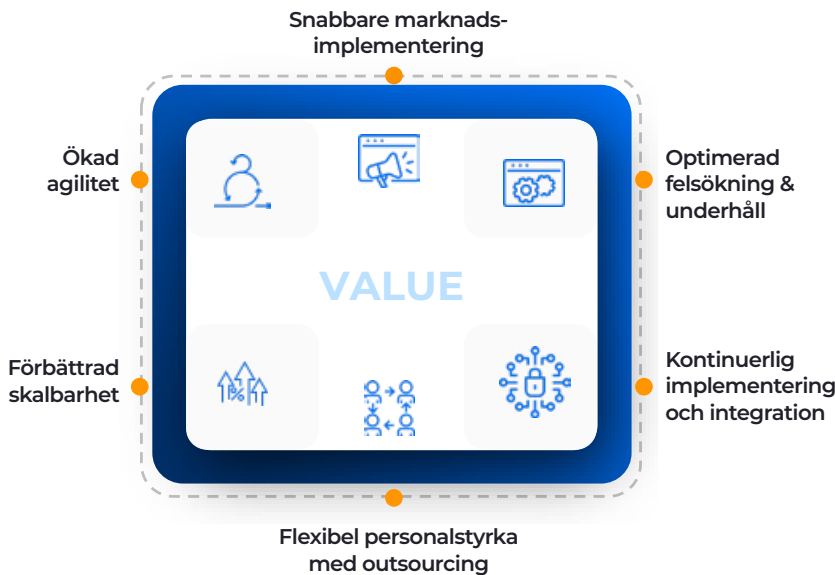 Snabbare marknads-
implementering
Ökad
agilitet
Optimerad
felsökning &
underhåll
VALUE
Förbättrad
skalbarhet
%
Kontinuerlig
implementering
och integration
Flexibel personalstyrka
med outsourcing